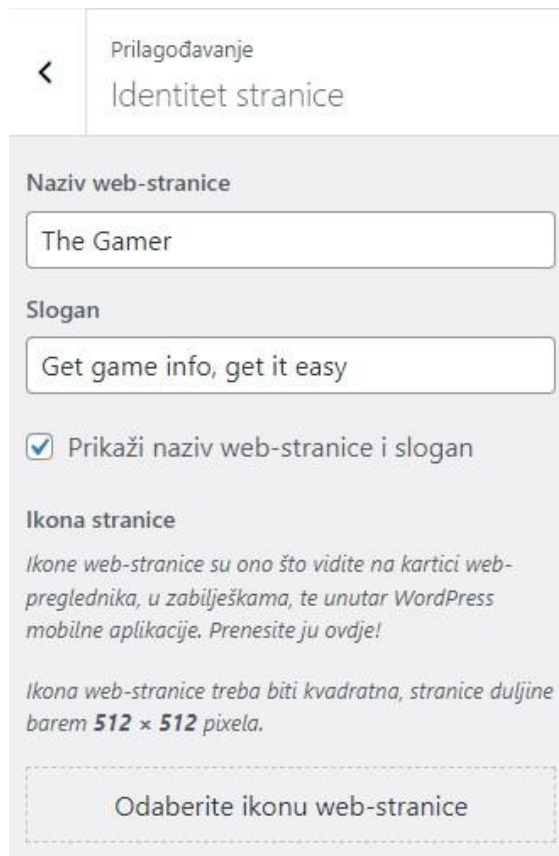 Prilagođavanje
Identitet stranice
Naziv web-stranice
The Gamer
Slogan
Get game info, get it easy
Prikaži naziv web-stranice i slogan
Ikona stranice
Ikone web-stranice su ono što vidite na kartici web-
preglednika, u zabilješkama, te unutar WordPress
mobilne aplikacije. Prenesite ju ovdje!
Ikona web-stranice treba biti kvadratna, stranice duljine
barem 512 × 512 pixela.
Odaberite ikonu web-stranice